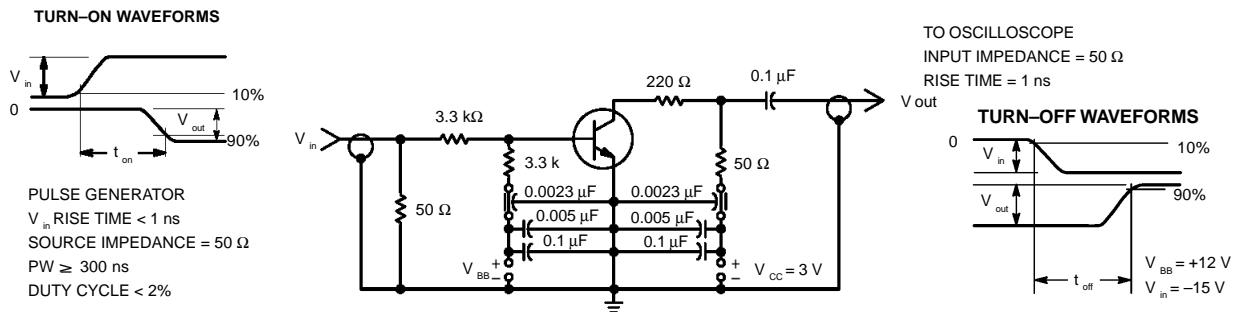 TURN–ON WAVEFORMS
V in
0
10%
V out
90%
t on
PULSE GENERATOR
V in RISE TIME < 1 ns
SOURCE IMPEDANCE = 50 Ω
PW ≥ 300 ns
DUTY CYCLE < 2%
V in
3.3 kΩ
50 Ω
3.3 k
220 Ω
0.1 μF
50 Ω
0.0023 μF 0.0023 μF
0.005 μF 0.005 μF
0.1 μF 0.1 μF
V BB
+
–
+
–
V CC = 3 V
V out
TO OSCILLOSCOPE
INPUT IMPEDANCE = 50 Ω
RISE TIME = 1 ns
TURN–OFF WAVEFORMS
0
V in
10%
V out
90%
t off
V BB = +12 V
V in = –15 V